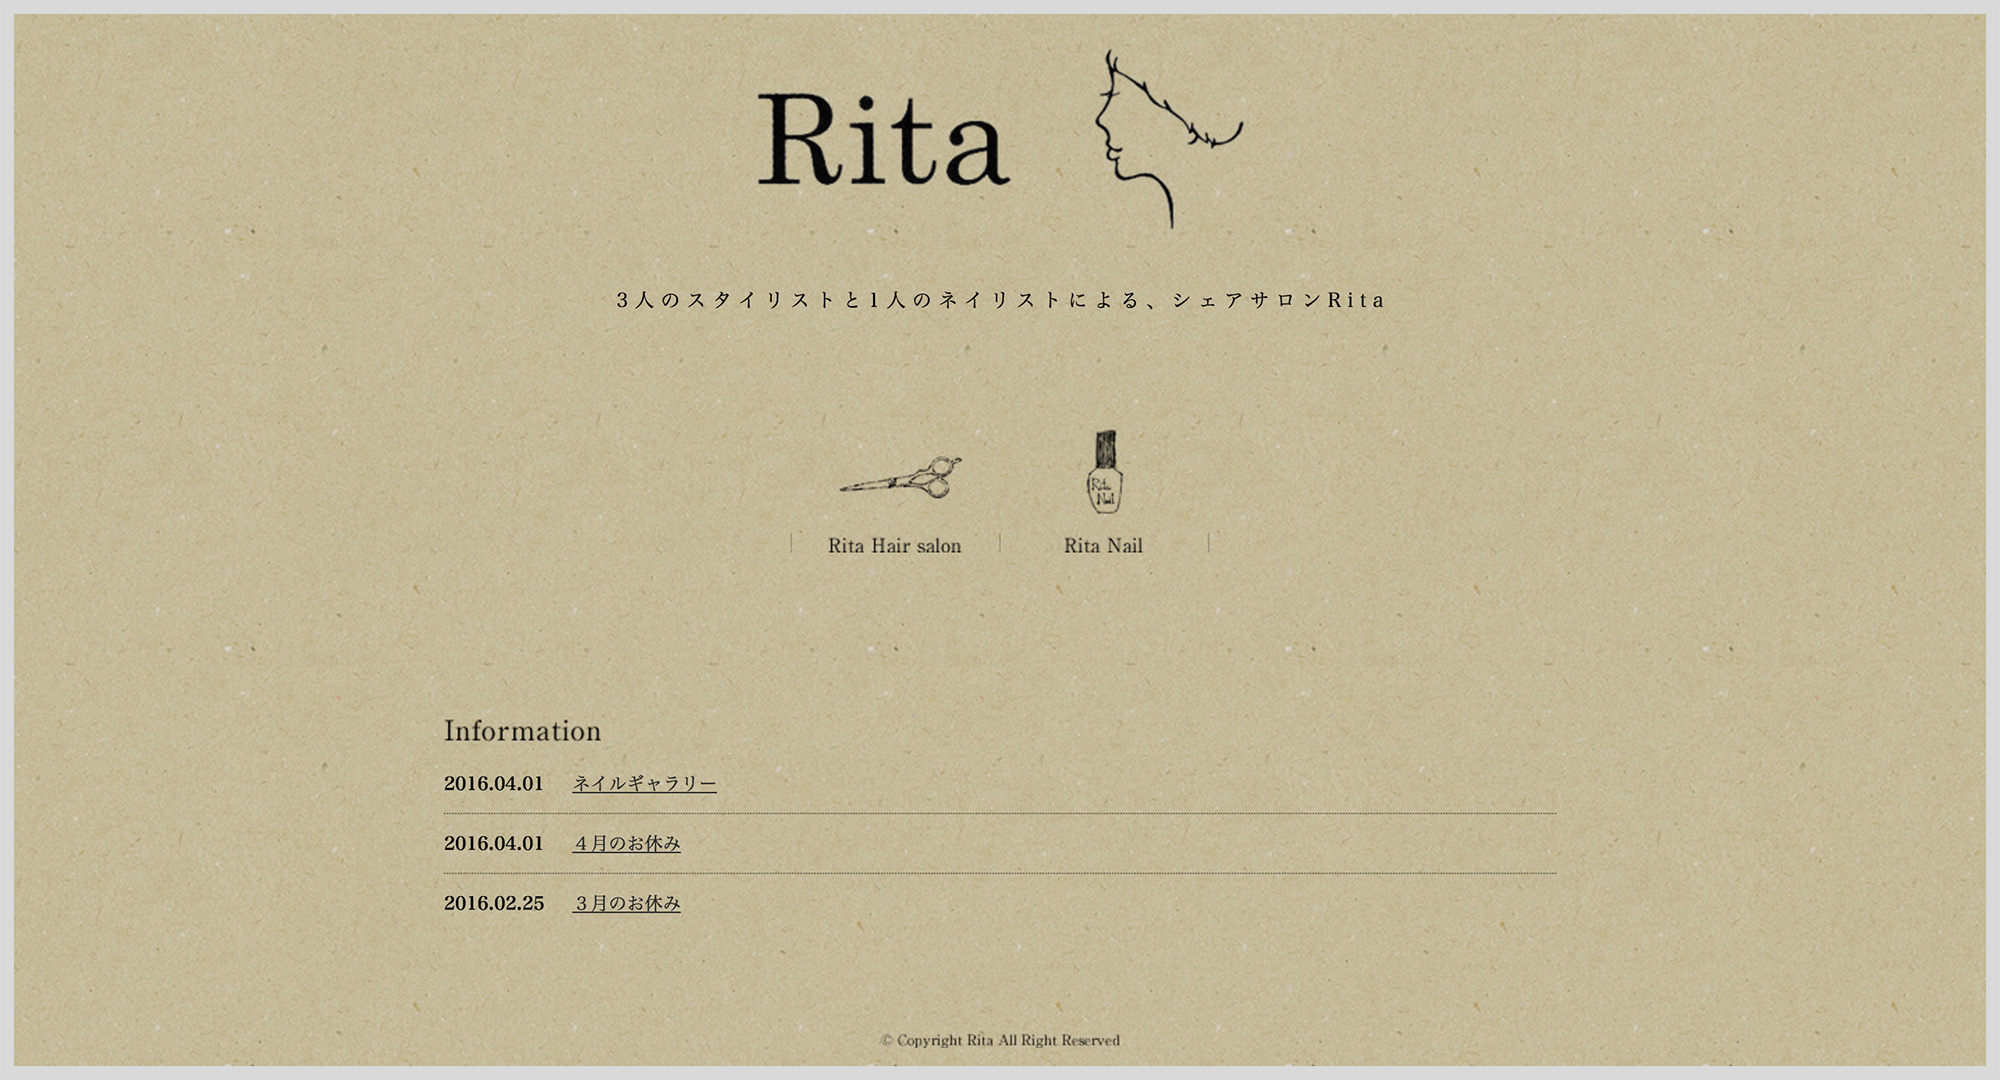 Rita
3人のスタイリストと1人のネイリストによる、シェアサロンRita
Rita Nail
Rita Hair salon
Rita Nail
Information
2016.04.01 ネイルギャラリー
2016.04.01 ４月のお休み
2016.02.25 ３月のお休み
© Copyright Rita All Right Reserved